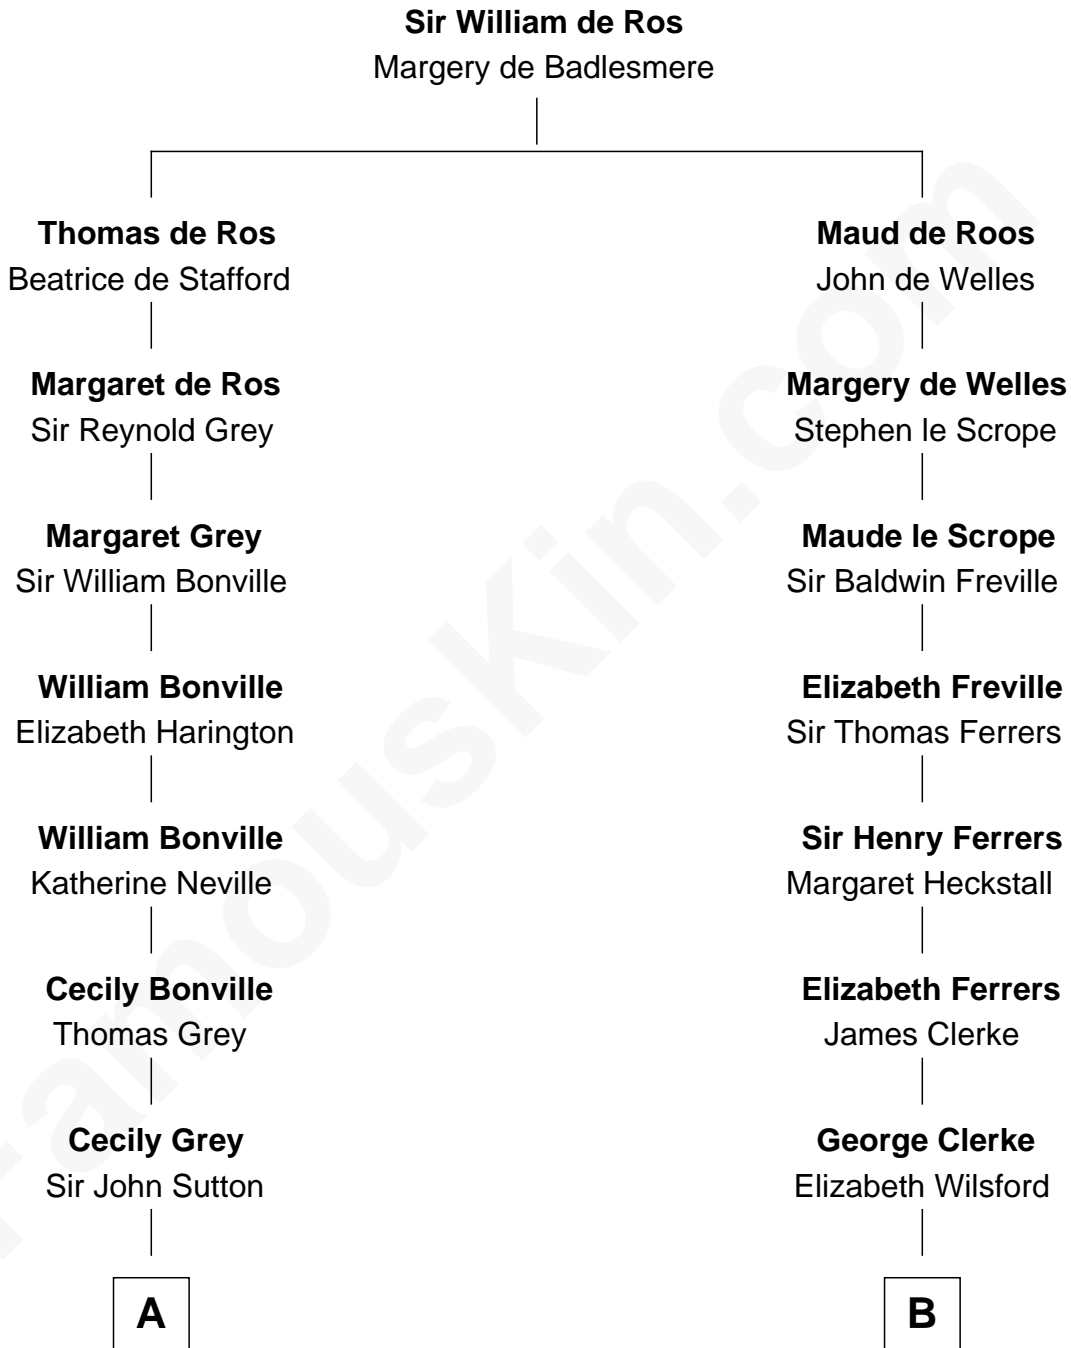 Sir William de Ros
Margery de Badlesmere
Thomas de Ros
Beatrice de Stafford
Maud de Roos
John de Welles
Margaret de Ros
Sir Reynold Grey
Margery de Welles
Stephen le Scrope
Margaret Grey
Sir William Bonville
Maude le Scrope
Sir Baldwin Freville
William Bonville
Elizabeth Harington
Elizabeth Freville
Sir Thomas Ferrers
William Bonville
Katherine Neville
Sir Henry Ferrers
Margaret Heckstall
Cecily Bonville
Thomas Grey
Elizabeth Ferrers
James Clerke
Cecily Grey
Sir John Sutton
George Clerke
Elizabeth Wilsford
A
B
FamousKin.com